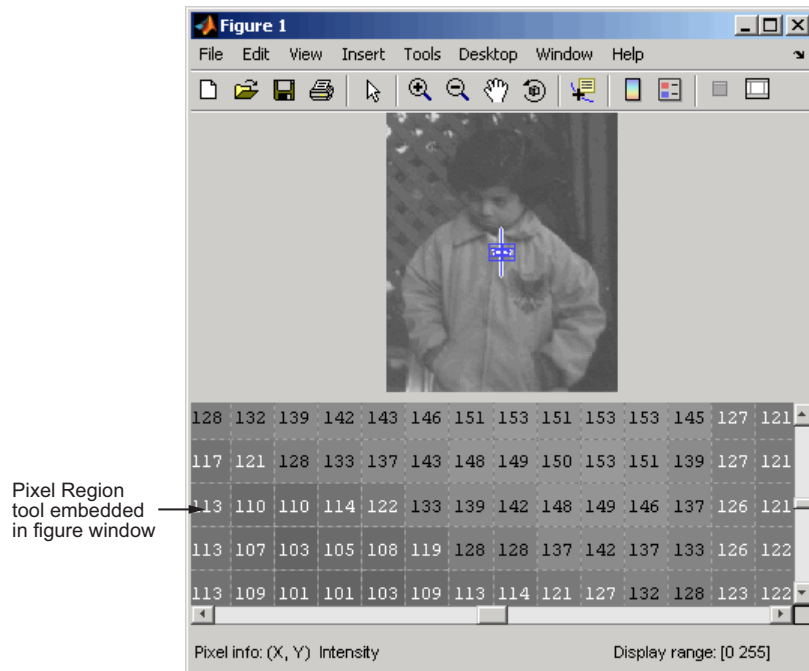 Figure 1
File Edit View Insert Tools Desktop Window Help
128 132 139 142 143 146 151 153 151 153 153 145 127 121
117 121 128 133 137 143 148 149 150 153 151 139 127 121
Pixel Region
tool embedded
in figure window
113 110 110 114 122 133 139 142 148 149 146 137 126 121
113 107 103 105 108 119 128 128 137 142 137 133 126 122
113 109 101 101 103 109 113 114 121 127 132 128 123 122
Pixel info: (X, Y) Intensity Display range: [0 255]